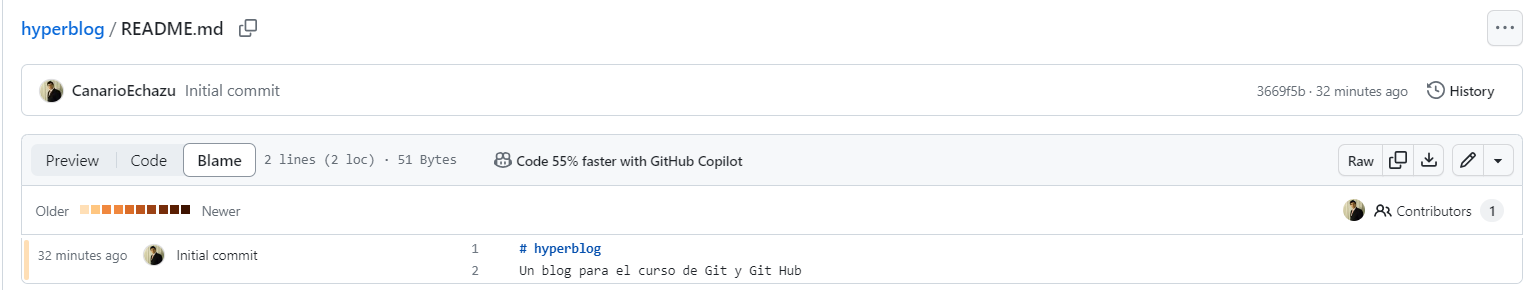 hyperblog / README.md
CanarioEchazu Initial commit 3669f5b · 32 minutes ago History
Preview Code Blame 2 lines (2 loc) · 51 Bytes Code 55% faster with GitHub Copilot Raw
Older Newer Contributors 1
32 minutes ago Initial commit 1 # hyperblog
2 Un blog para el curso de Git y Git Hub